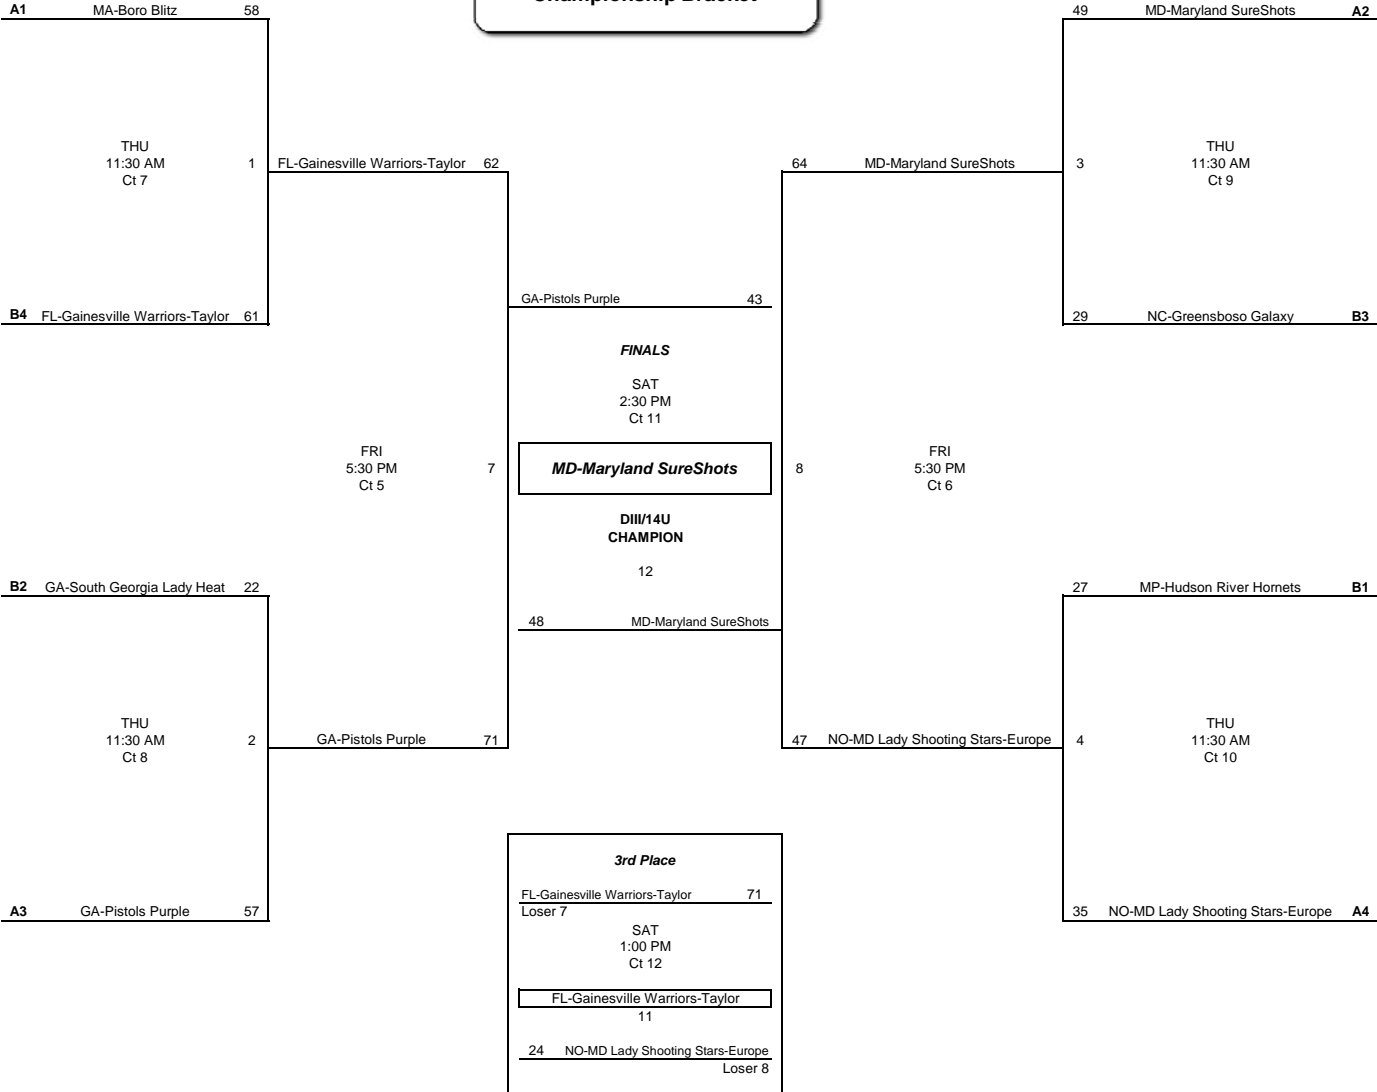 Championship Bracket
A1 MA-Boro Blitz 58
49 MD-Maryland SureShots A2
THU
11:30 AM
Ct 7
1
FL-Gainesville Warriors-Taylor 62
64 MD-Maryland SureShots
3
THU
11:30 AM
Ct 9
GA-Pistols Purple 43
B4 FL-Gainesville Warriors-Taylor 61
29 NC-Greensboso Galaxy B3
FINALS
SAT
2:30 PM
Ct 11
FRI
5:30 PM
Ct 5
7
MD-Maryland SureShots
8
FRI
5:30 PM
Ct 6
DIII/14U
CHAMPION
12
B2 GA-South Georgia Lady Heat 22
27 MP-Hudson River Hornets B1
48 MD-Maryland SureShots
THU
11:30 AM
Ct 8
2
GA-Pistols Purple 71
47 NO-MD Lady Shooting Stars-Europe
4
THU
11:30 AM
Ct 10
A3 GA-Pistols Purple 57
35 NO-MD Lady Shooting Stars-Europe A4
3rd Place
FL-Gainesville Warriors-Taylor 71
Loser 7
SAT
1:00 PM
Ct 12
FL-Gainesville Warriors-Taylor
11
24 NO-MD Lady Shooting Stars-Europe
Loser 8